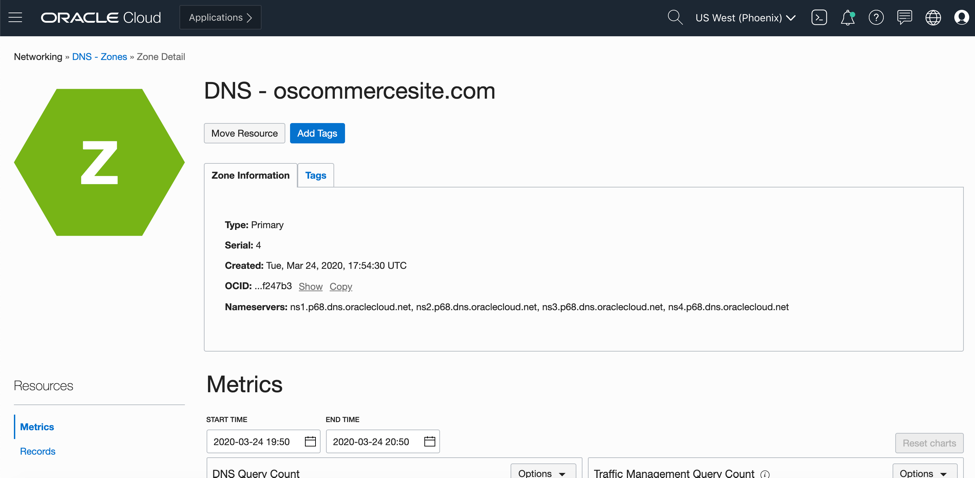 ORACLE Cloud
Applications
US West (Phoenix)
Networking » DNS - Zones » Zone Detail
Z
DNS - oscommercesite.com
Move Resource
Add Tags
Zone Information
Tags
Type: Primary
Serial: 4
Created: Tue, Mar 24, 2020, 17:54:30 UTC
OCID: ...f247b3 Show Copy
Nameservers: ns1.p68.dns.oraclecloud.net, ns2.p68.dns.oraclecloud.net, ns3.p68.dns.oraclecloud.net, ns4.p68.dns.oraclecloud.net
Resources
Metrics
Records
Metrics
START TIME
END TIME
2020-03-24 19:50
2020-03-24 20:50
Reset charts
DNS Query Count
Options
Traffic Management Query Count
Options